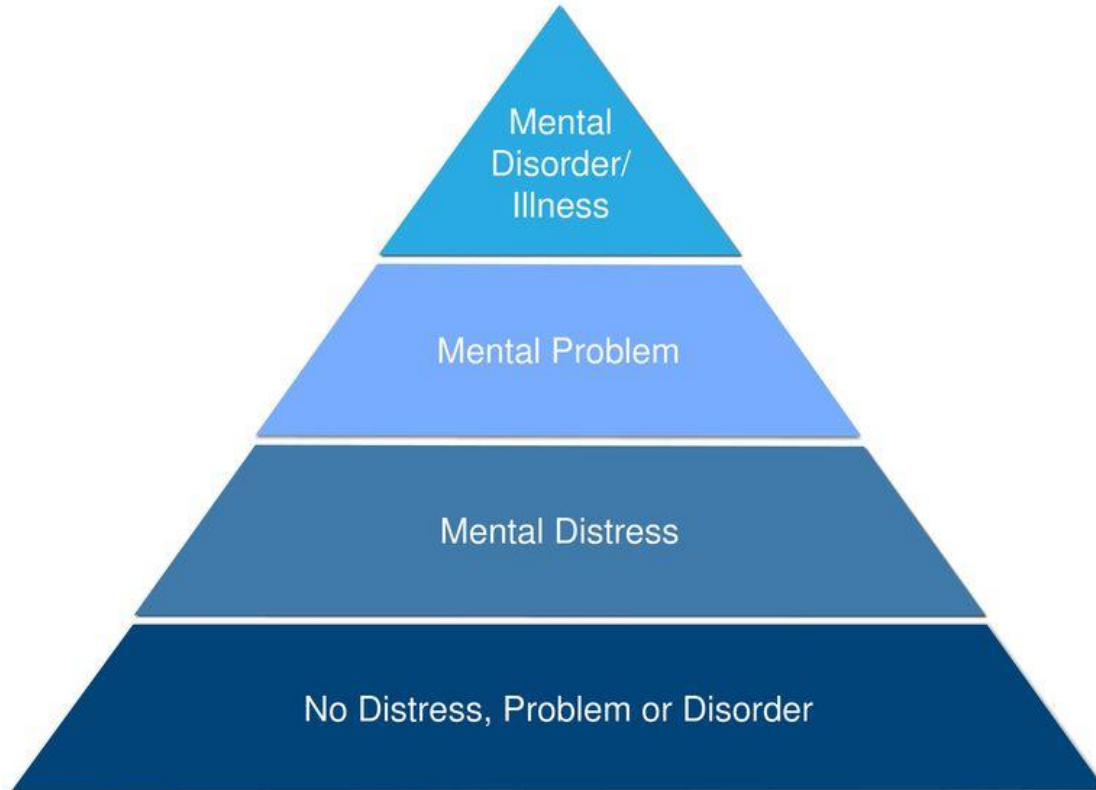 Mental
Disorder/
Illness
Mental Problem
Mental Distress
No Distress, Problem or Disorder